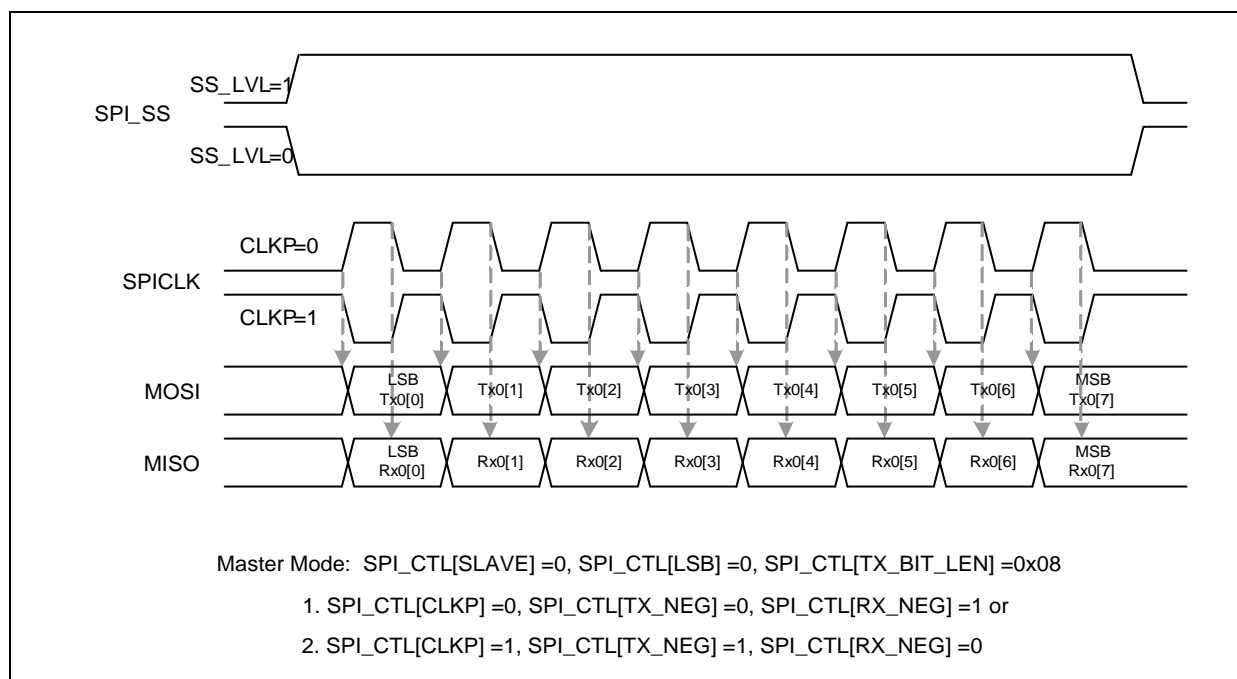 SS_LVL=1
SPI_SS
SS_LVL=0
CLKP=0
SPICLK
CLKP=1
MOSI
LSB
Tx0[0]
Tx0[1]
Tx0[2]
Tx0[3]
Tx0[4]
Tx0[5]
Tx0[6]
MSB
Tx0[7]
MISO
LSB
Rx0[0]
Rx0[1]
Rx0[2]
Rx0[3]
Rx0[4]
Rx0[5]
Rx0[6]
MSB
Rx0[7]
Master Mode: SPI_CTL[SLAVE] =0, SPI_CTL[LSB] =0, SPI_CTL[TX_BIT_LEN] =0x08
1. SPI_CTL[CLKP] =0, SPI_CTL[TX_NEG] =0, SPI_CTL[RX_NEG] =1 or
2. SPI_CTL[CLKP] =1, SPI_CTL[TX_NEG] =1, SPI_CTL[RX_NEG] =0